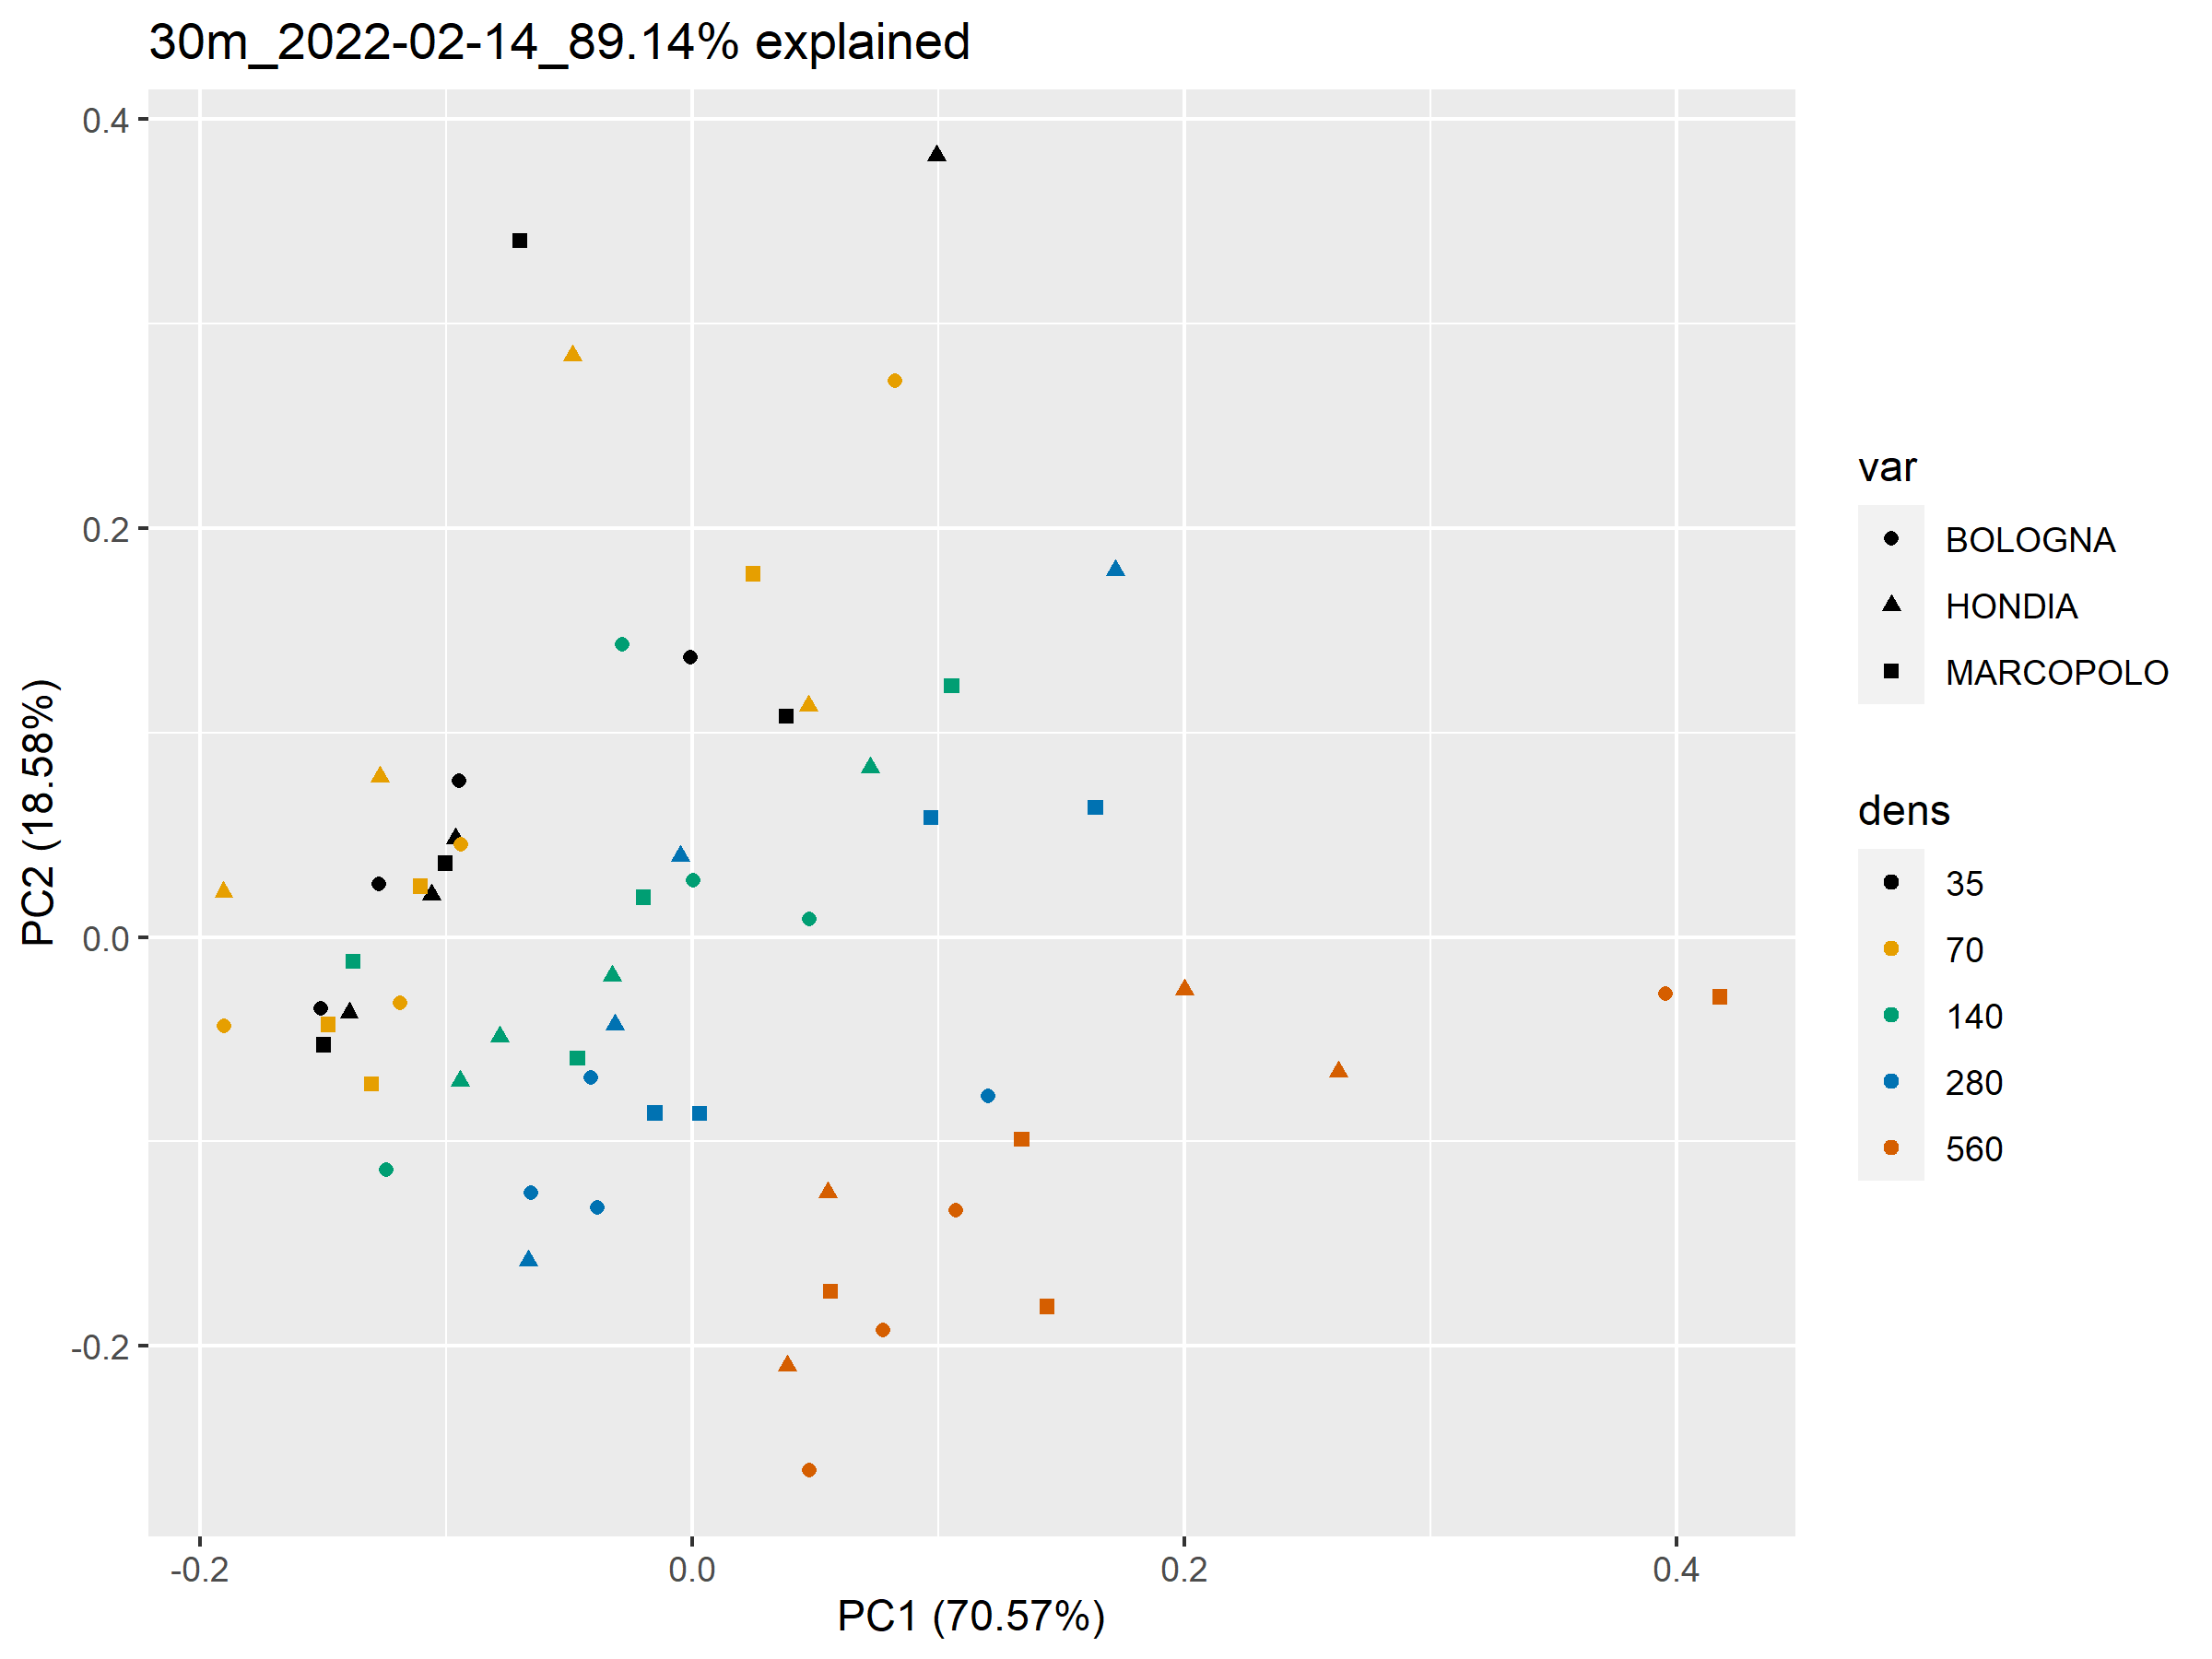 30m_2022-02-14_89.14% explained
0.4
0.2
0.0
-0.2
PC2 (18.58%)
-0.2
0.0
0.2
0.4
PC1 (70.57%)
var
BOLOGNA
HONDIA
MARCOPOLO
dens
35
70
140
280
560